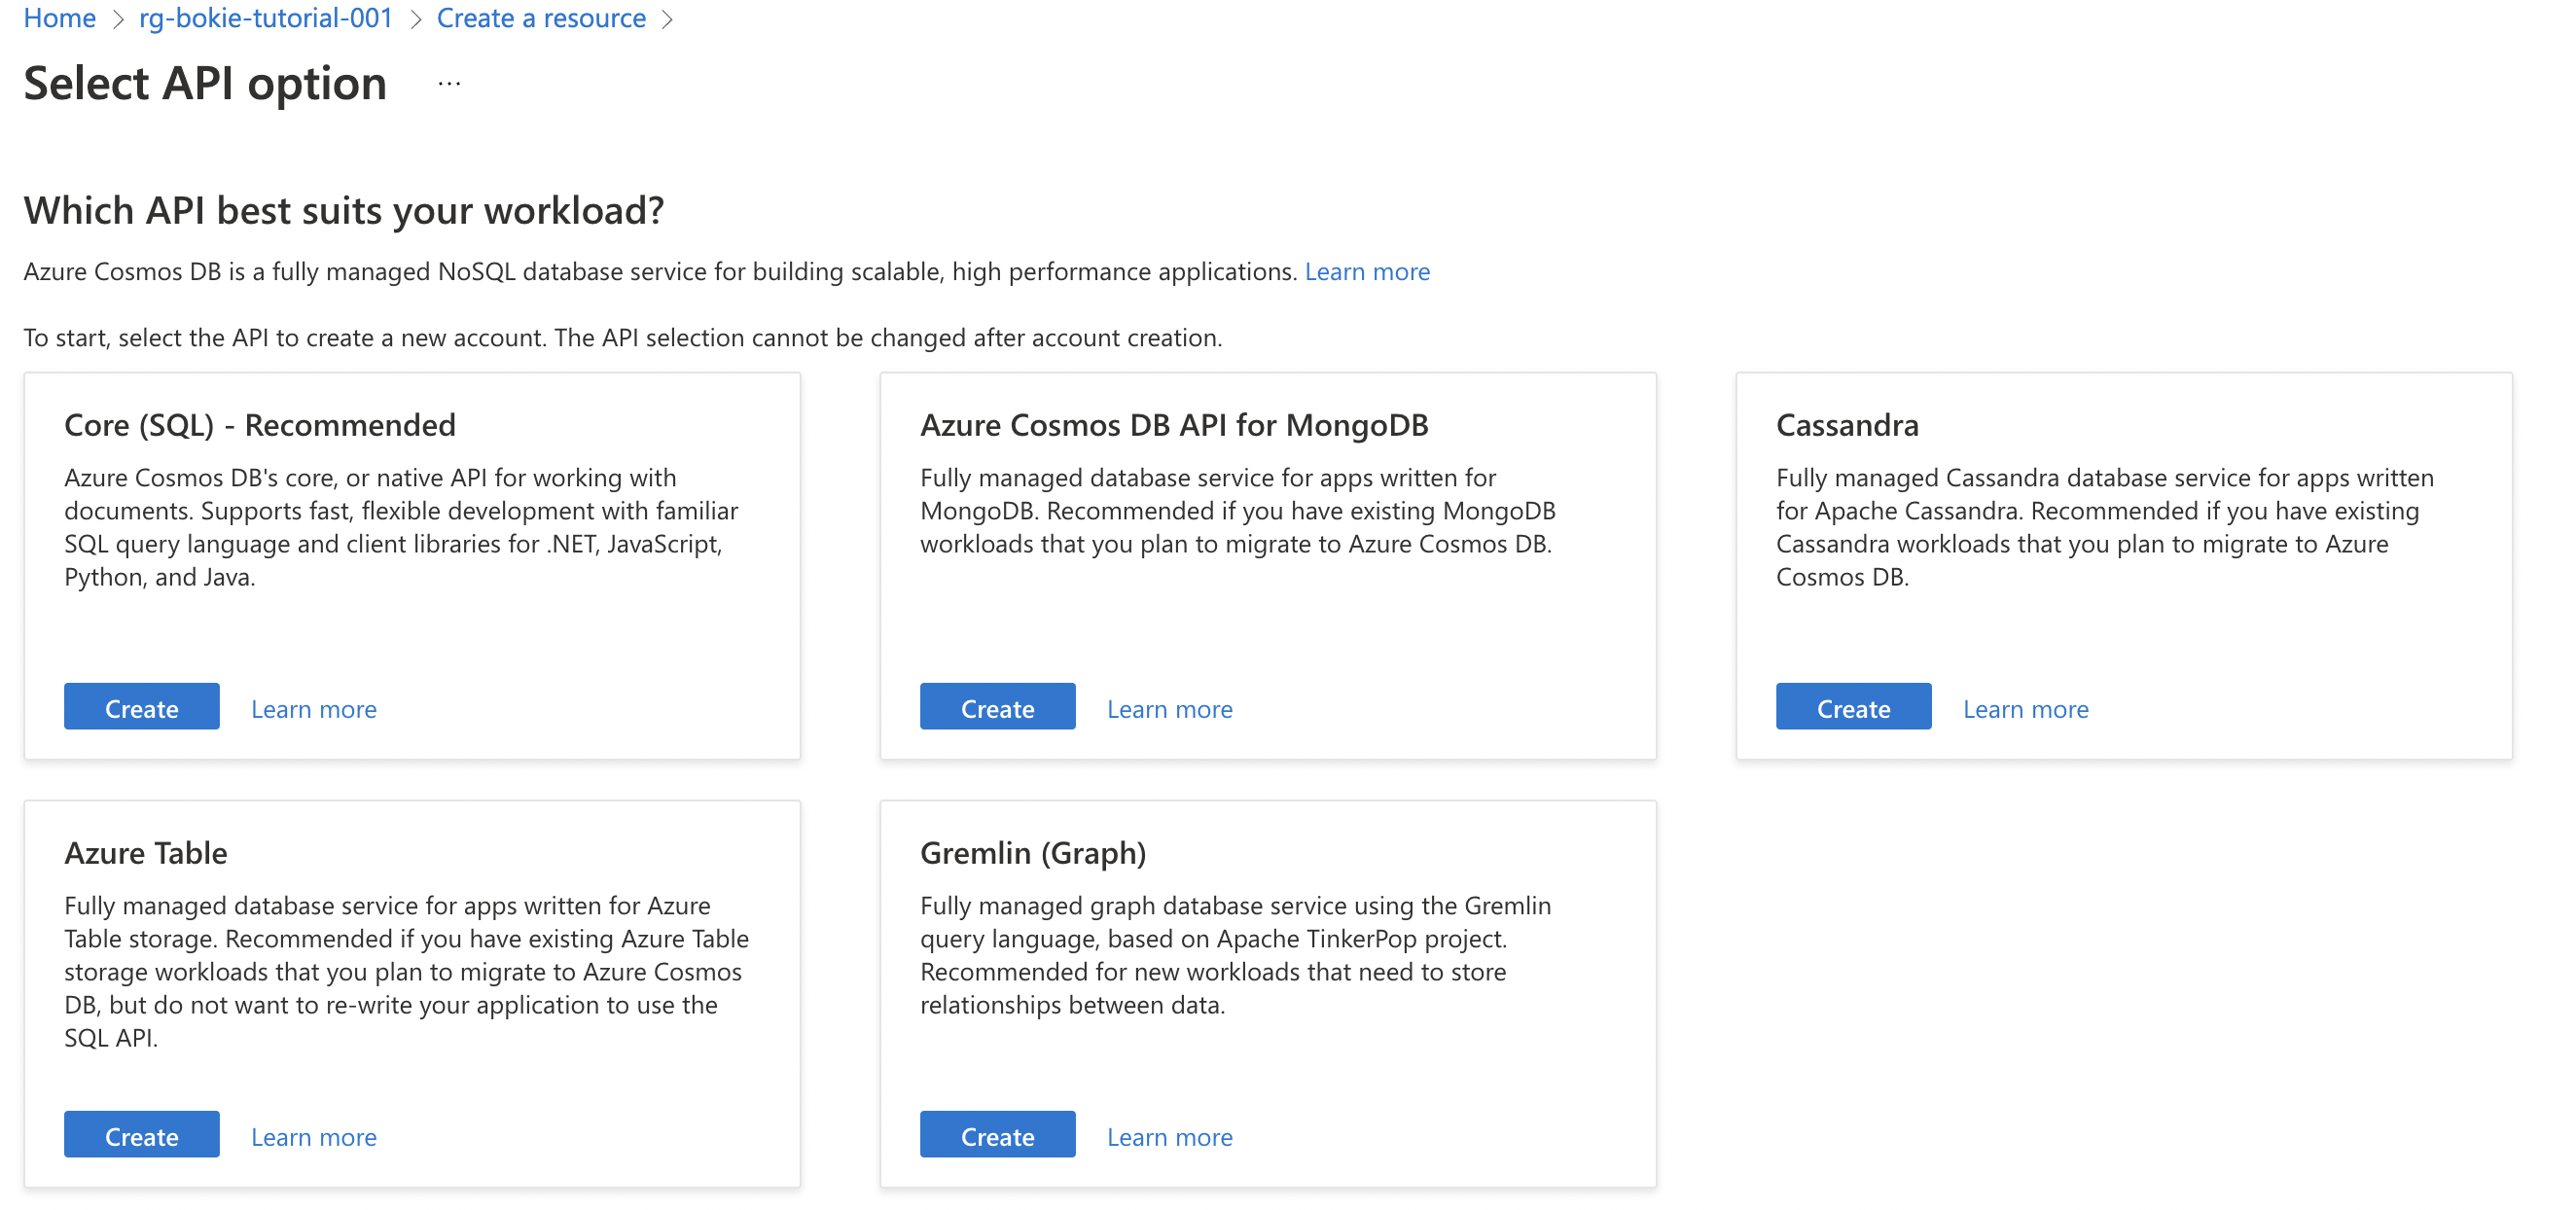 Home > rg-bokie-tutorial-001 > Create a resource >
Select API option ...
Which API best suits your workload?
Azure Cosmos DB is a fully managed NoSQL database service for building scalable, high performance applications. Learn more
To start, select the API to create a new account. The API selection cannot be changed after account creation.
Core (SQL) - Recommended
Azure Cosmos DB's core, or native API for working with
documents. Supports fast, flexible development with familiar
SQL query language and client libraries for .NET, JavaScript,
Python, and Java.
Create Learn more
Azure Cosmos DB API for MongoDB
Fully managed database service for apps written for
MongoDB. Recommended if you have existing MongoDB
workloads that you plan to migrate to Azure Cosmos DB.
Create Learn more
Cassandra
Fully managed Cassandra database service for apps written
for Apache Cassandra. Recommended if you have existing
Cassandra workloads that you plan to migrate to Azure
Cosmos DB.
Create Learn more
Azure Table
Fully managed database service for apps written for Azure
Table storage. Recommended if you have existing Azure Table
storage workloads that you plan to migrate to Azure Cosmos
DB, but do not want to re-write your application to use the
SQL API.
Create Learn more
Gremlin (Graph)
Fully managed graph database service using the Gremlin
query language, based on Apache TinkerPop project.
Recommended for new workloads that need to store
relationships between data.
Create Learn more